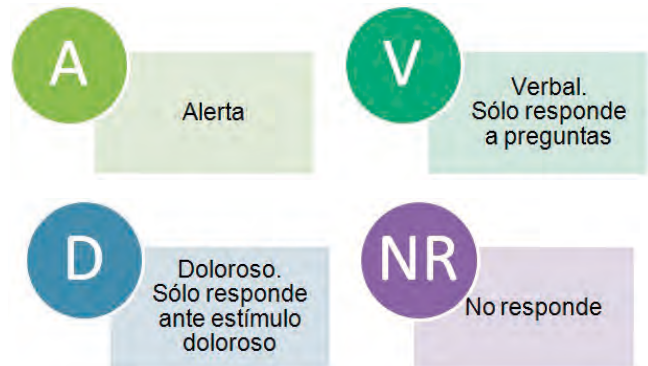 A
Alerta
V
Verbal.
Sólo responde
a preguntas
D
Doloroso.
Sólo responde
ante estímulo
doloroso
NR
No responde